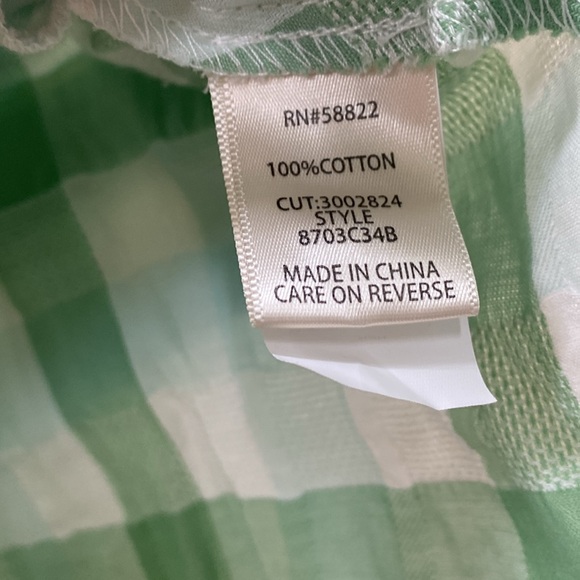 RN#58822
100%COTTON
CUT:3002824
STYLE
8703C34B
MADE IN CHINA
CARE ON REVERSE